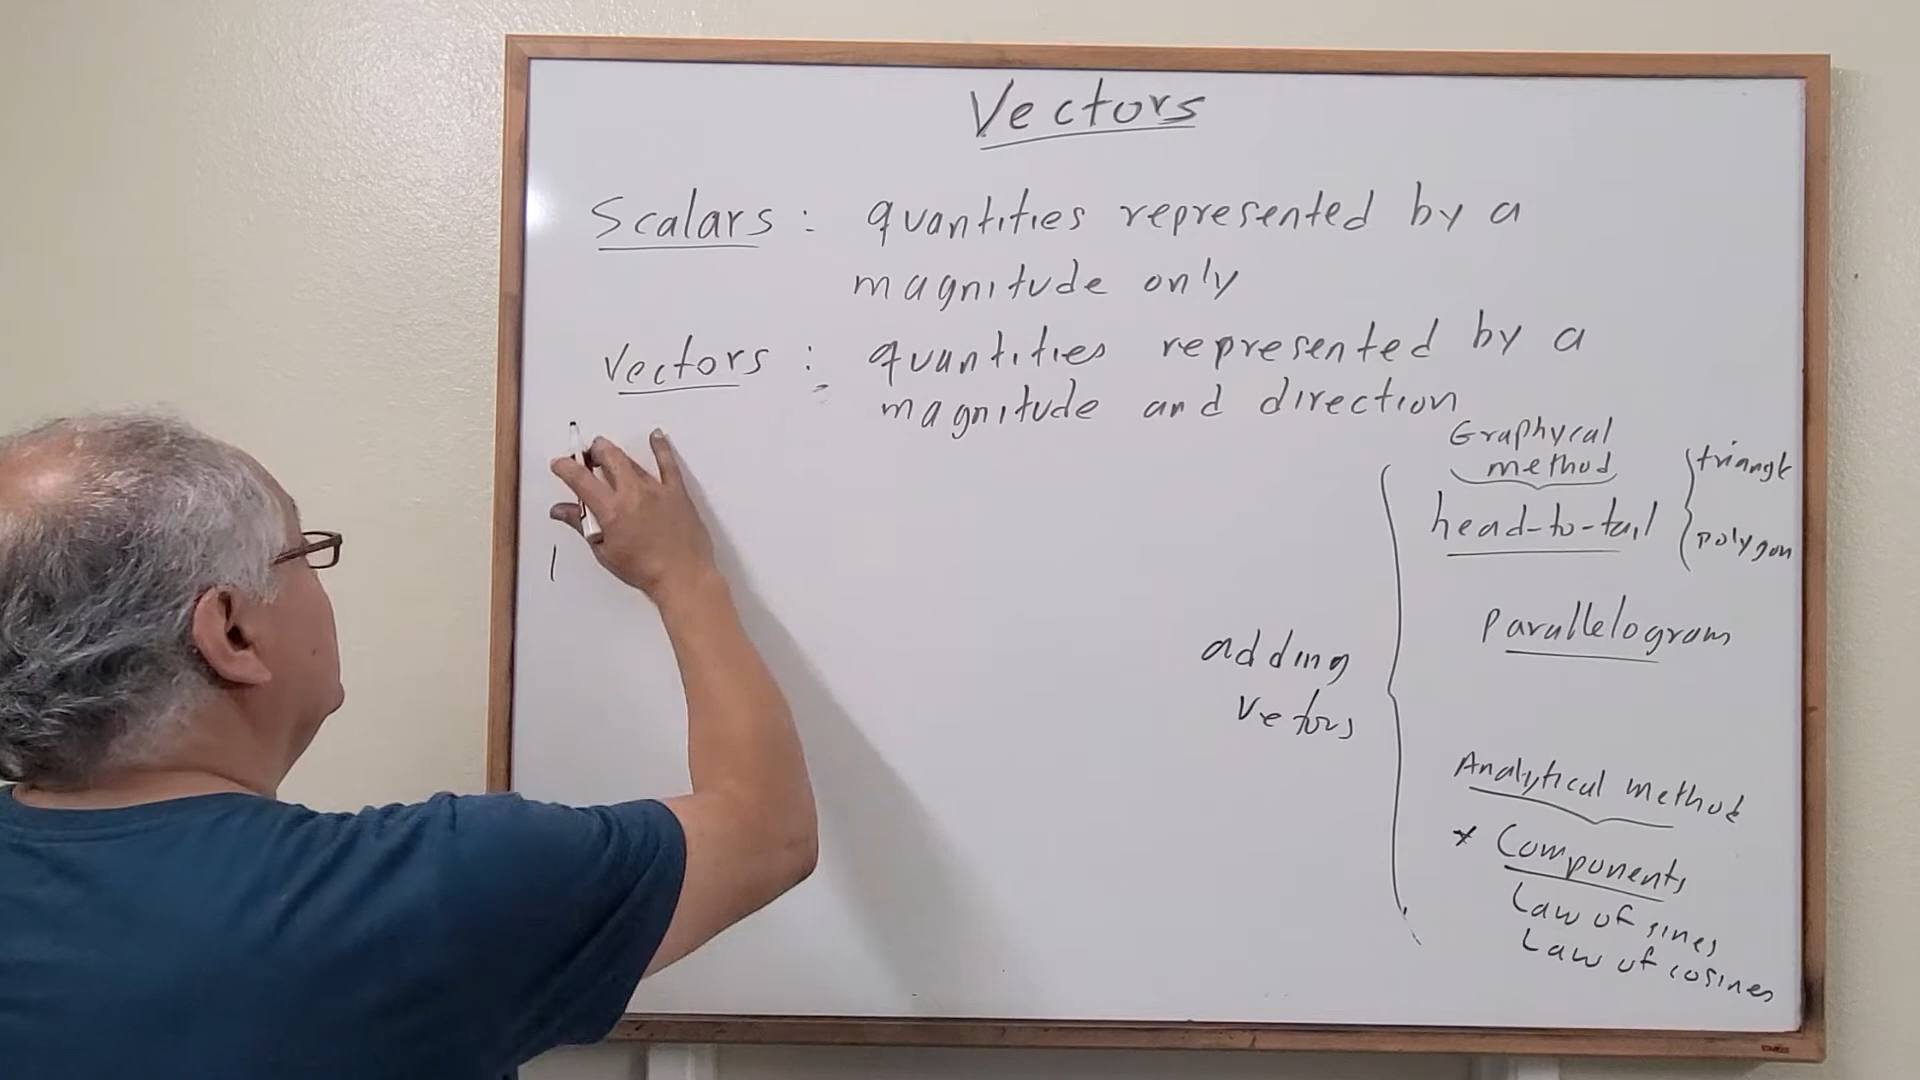 Vectors
Scalars : quantities represented by a
magnitude only
Vectors : quantities represented by a
magnitude and direction
Graphycal
method
head-to-tail
triangle
polygon
parallelogram
adding
vetors
Analytical method
* Components
Law of sines
Law of cosines